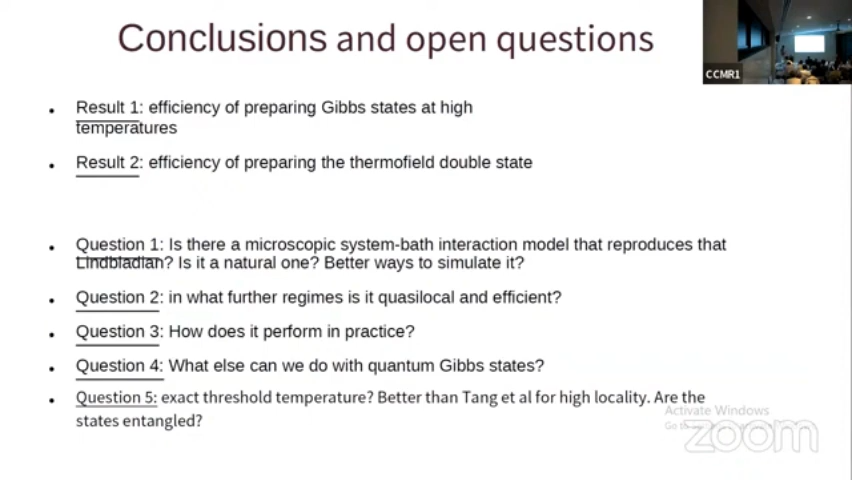 Conclusions and open questions
CCMR1
Result 1: efficiency of preparing Gibbs states at high
temperatures
Result 2: efficiency of preparing the thermofield double state
Question 1: Is there a microscopic system-bath interaction model that reproduces that
Lindbladian? Is it a natural one? Better ways to simulate it?
Question 2: in what further regimes is it quasilocal and efficient?
Question 3: How does it perform in practice?
Question 4: What else can we do with quantum Gibbs states?
Question 5: exact threshold temperature? Better than Tang et al for high locality. Are the
states entangled?
Activate Windows
Go to
zoom